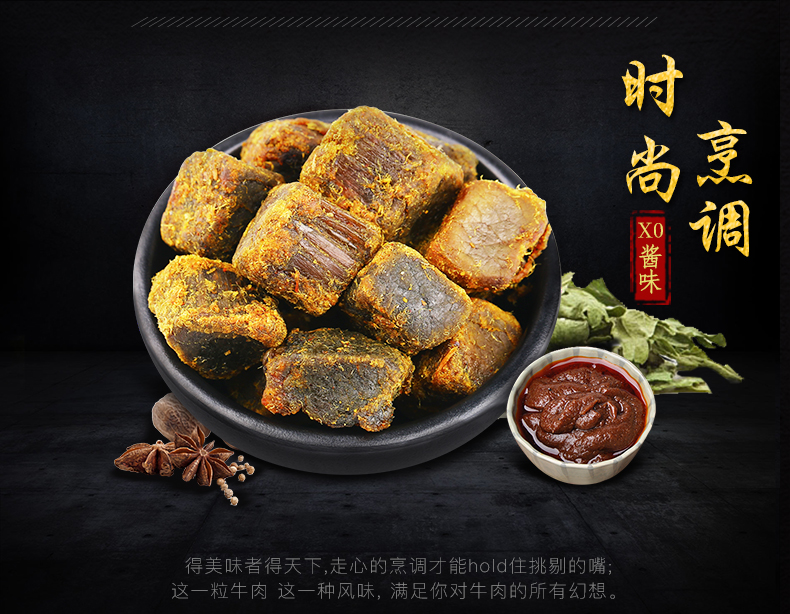 时尚
烹调
XO酱味
得美味者得天下,走心的烹调才能hold住挑剔的嘴;
这一粒牛肉 这一种风味, 满足你对牛肉的所有幻想。